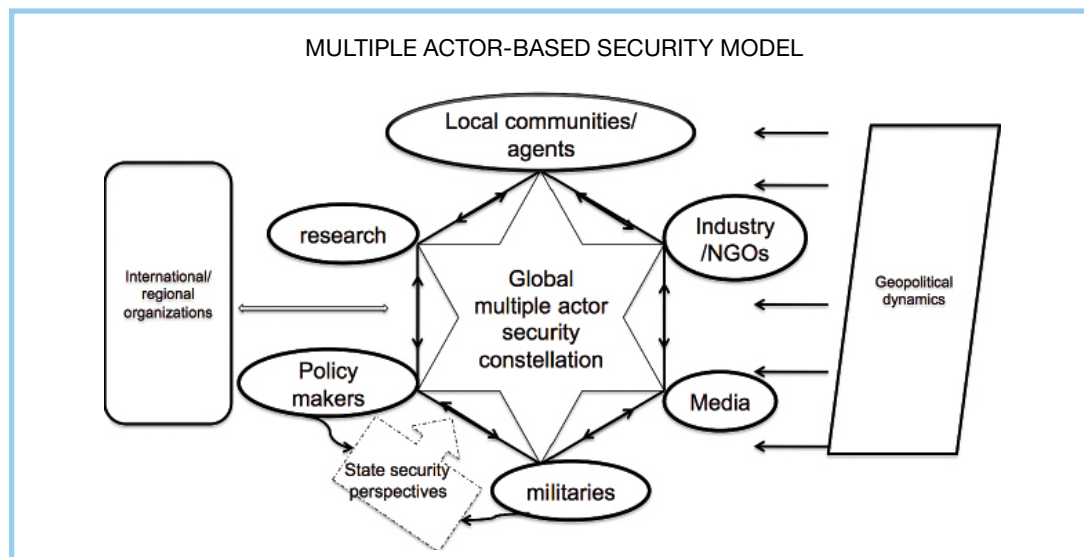 MULTIPLE ACTOR-BASED SECURITY MODEL
Local communities/
agents
research
Industry
/NGOs
International/
regional
organizations
Global
multiple actor
security
constellation
Geopolitical
dynamics
Policy
makers
Media
State security
perspectives
militaries